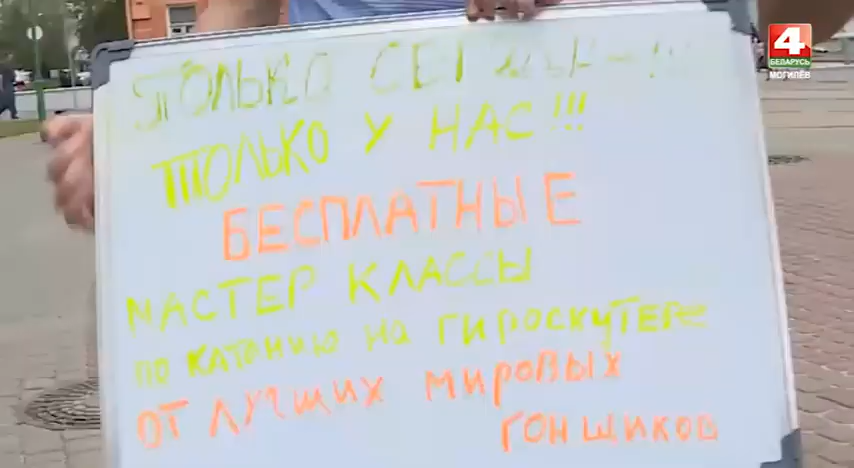 4
БЕЛАРУСЬ
МОГИЛЁВ
ТОЛЬКО
ТОЛЬКО У НАС!!!
БЕСПЛАТНЫЕ
МАСТЕР КЛАССЫ
ПО КАТАНИЮ НА ГИРОСКУТЕРЕ
ОТ ЛУЧШИХ МИРОВЫХ
ГОНЩИКОВ